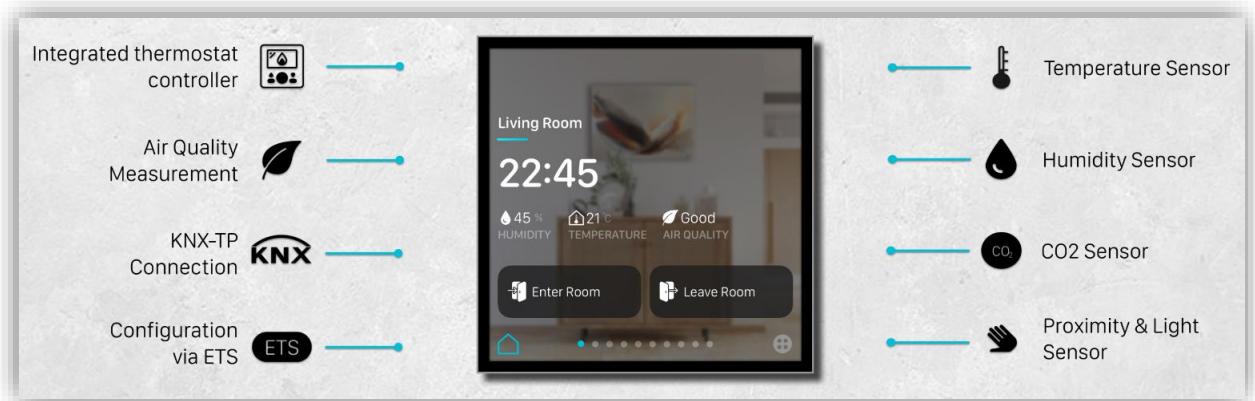 Integrated thermostat
controller
Air Quality
Measurement
KNX
KNX-TP
Connection
Configuration
via ETS
ETS
Living Room
22:45
45 %
21 C
Good
HUMIDITY
TEMPERATURE
AIR QUALITY
Enter Room
Leave Room
Temperature Sensor
Humidity Sensor
CO₂
CO2 Sensor
Proximity & Light
Sensor